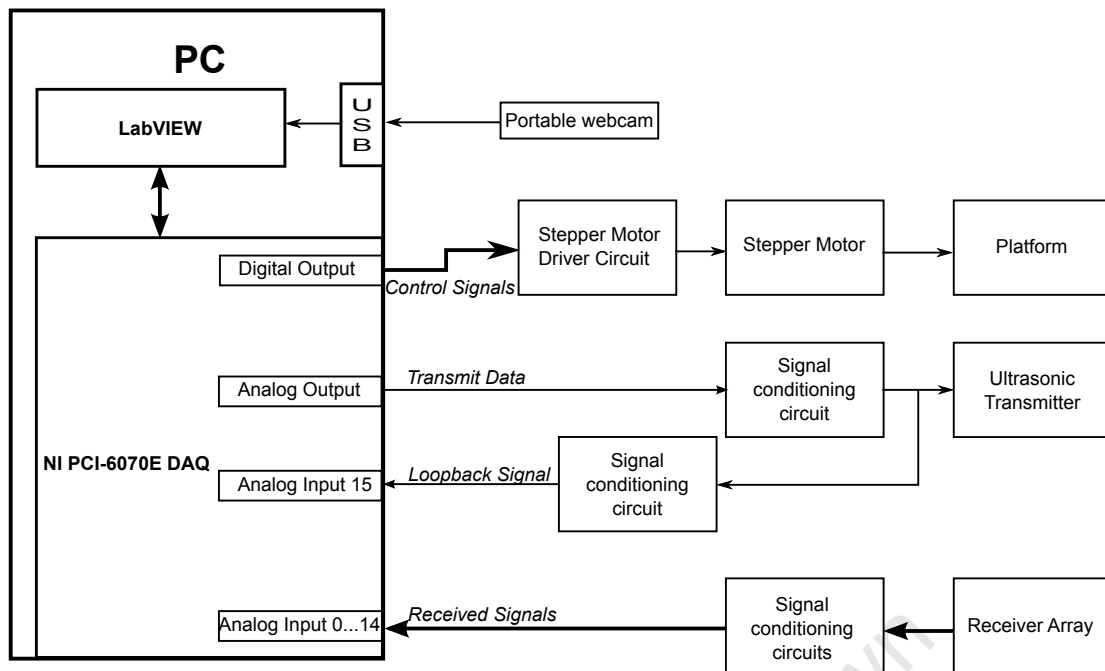 PC
LabVIEW
U
S
B
Portable webcam
Stepper Motor
Driver Circuit
Stepper Motor
Platform
Digital Output
Control Signals
Analog Output
Transmit Data
Signal
conditioning
circuit
Ultrasonic
Transmitter
NI PCI-6070E DAQ
Analog Input 15
Loopback Signal
Signal
conditioning
circuit
Analog Input 0...14
Received Signals
Signal
conditioning
circuits
Receiver Array